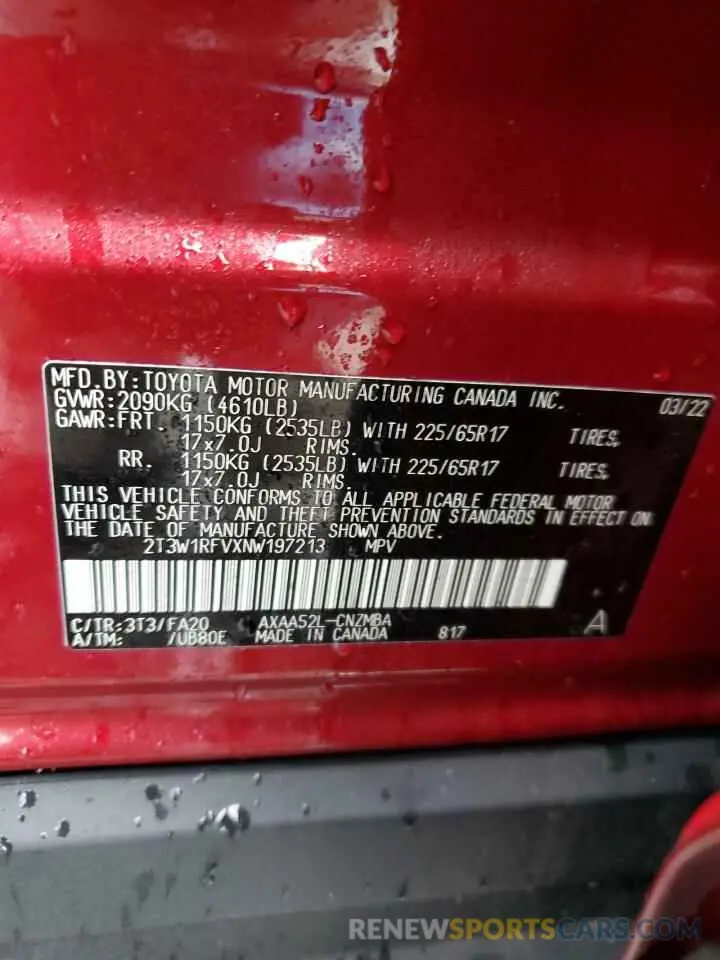 MFD.BY:TOYOTA MOTOR MANUFACTURING CANADA INC. 03/22
GVWR:2090KG (4610LB)
GAWR:FRT. 1150KG (2535LB) WITH 225/65R17 TIRES,
17x7.0J RIMS.
RR. 1150KG (2535LB) WITH 225/65R17 TIRES,
17x7.0J RIMS.
THIS VEHICLE CONFORMS TO ALL APPLICABLE FEDERAL MOTOR
VEHICLE SAFETY AND THEFT PREVENTION STANDARDS IN EFFECT ON
THE DATE OF MANUFACTURE SHOWN ABOVE.
2T3W1RFVXNW197213 MPV
C/TR:3T3/FA20 AXAA52L-CNZMBA A
A/TM: /UB80E MADE IN CANADA 817
RENEWSPORTSCARS.COM